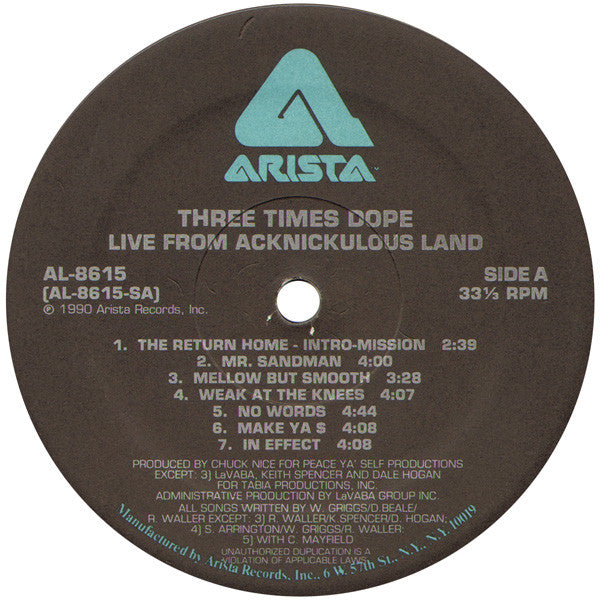 ARISTA
THREE TIMES DOPE
LIVE FROM ACKNICKULOUS LAND
AL-8615
(AL-8615-SA)
℗ 1990 Arista Records, Inc.
SIDE A
33⅓ RPM
1. THE RETURN HOME - INTRO-MISSION 2:39
2. MR. SANDMAN 4:00
3. MELLOW BUT SMOOTH 3:28
4. WEAK AT THE KNEES 4:07
5. NO WORDS 4:44
6. MAKE YA $ 4:08
7. IN EFFECT 4:08
PRODUCED BY CHUCK NICE FOR PEACE YA' SELF PRODUCTIONS
EXCEPT: 3) LaVABA, KEITH SPENCER AND DALE HOGAN
FOR TABIA PRODUCTIONS, INC.
ADMINISTRATIVE PRODUCTION BY LaVABA GROUP INC.
ALL SONGS WRITTEN BY W. GRIGGS/D.BEALE/
R. WALLER EXCEPT: 3) R. WALLER/K.SPENCER/D. HOGAN;
4) S. ARRINGTON/W. GRIGGS/R. WALLER;
5) WITH C. MAYFIELD
UNAUTHORIZED DUPLICATION IS A
VIOLATION OF APPLICABLE LAWS
Manufactured by Arista Records, Inc., 6 W. 57th St., N.Y., N.Y. 10019